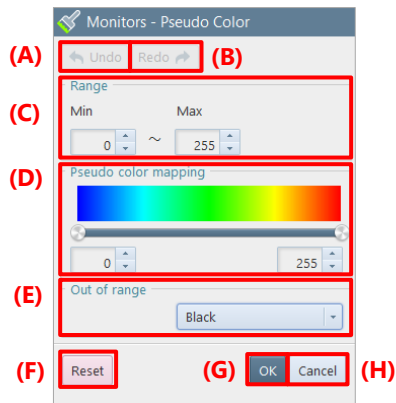 Monitors - Pseudo Color
(A) Undo Redo (B)
Range
(C) Min Max
0 ~ 255
(D) Pseudo color mapping
0 255
Out of range
(E)
Black
(F) Reset (G) OK Cancel (H)